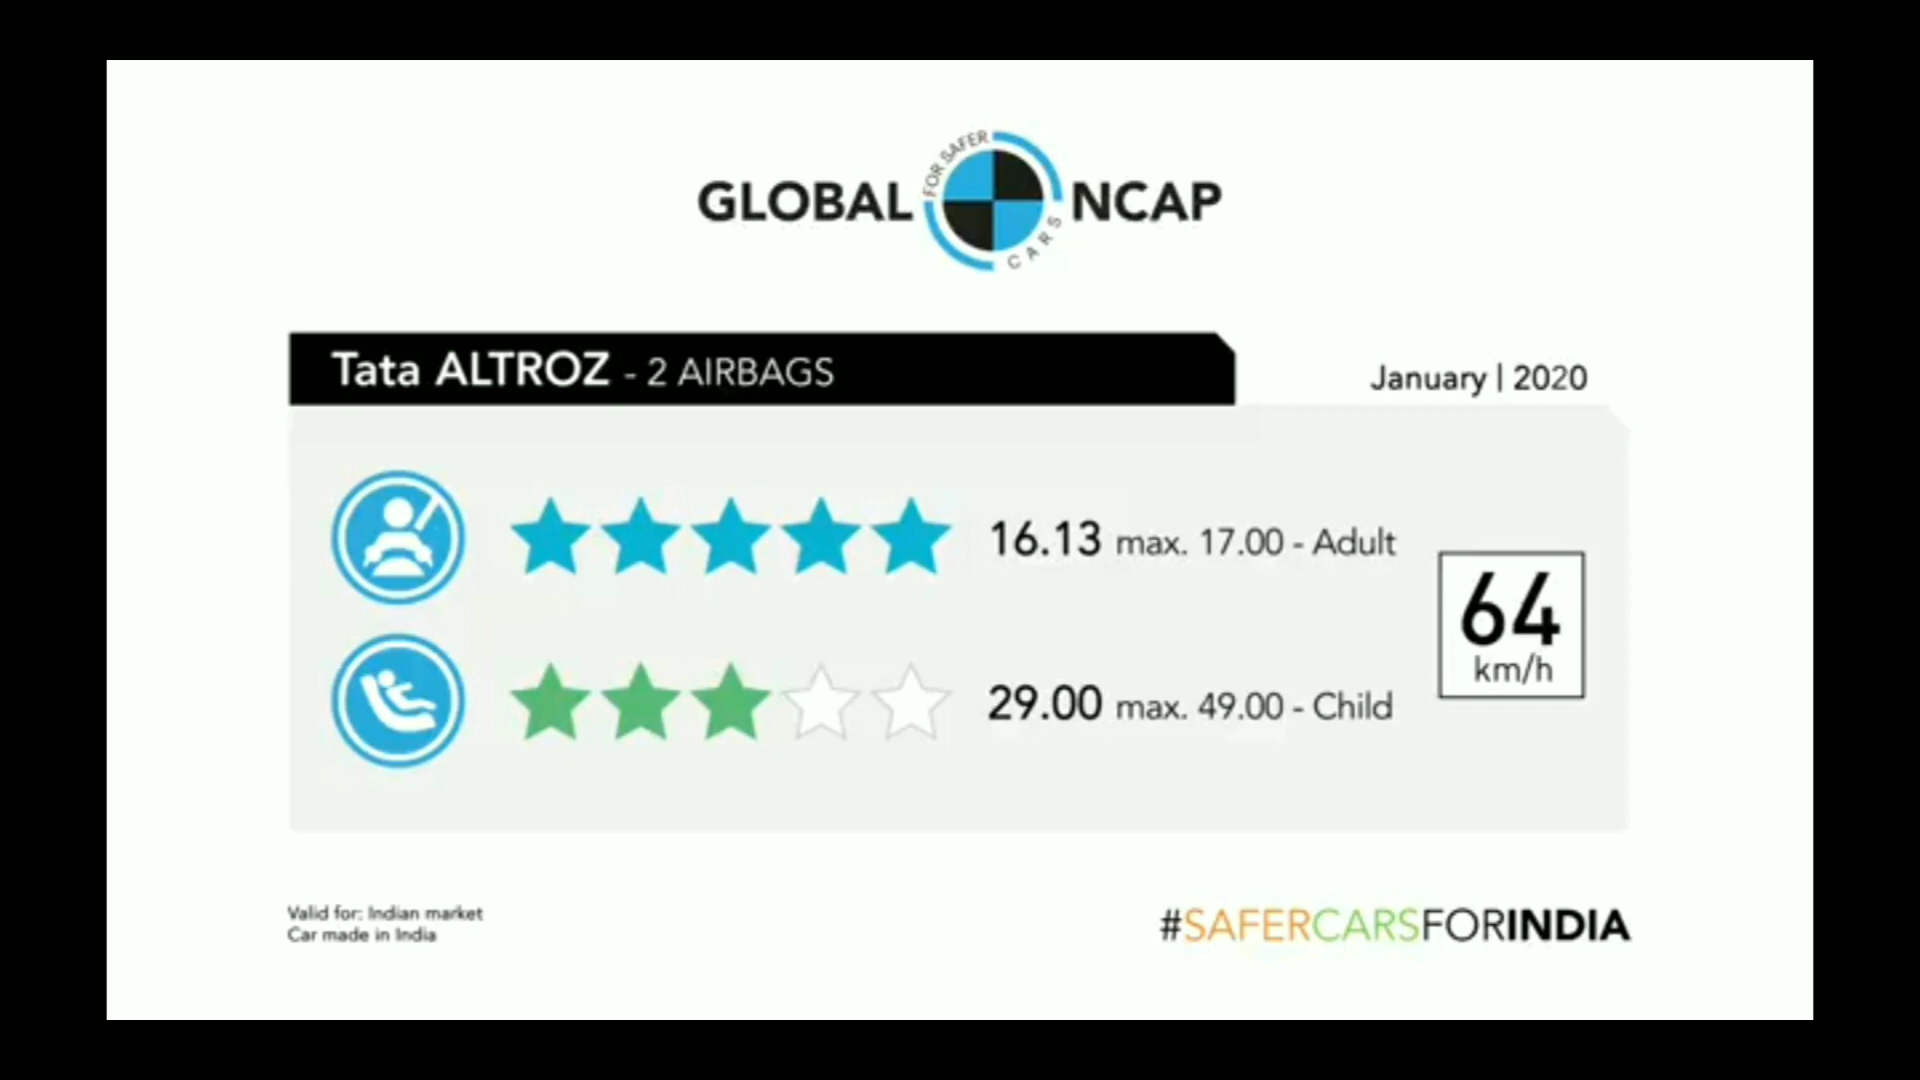 GLOBAL FOR SAFER CARS NCAP
Tata ALTROZ - 2 AIRBAGS
January | 2020
16.13 max. 17.00 - Adult
29.00 max. 49.00 - Child
64
km/h
Valid for: Indian market
Car made in India
#SAFERCARSFORINDIA